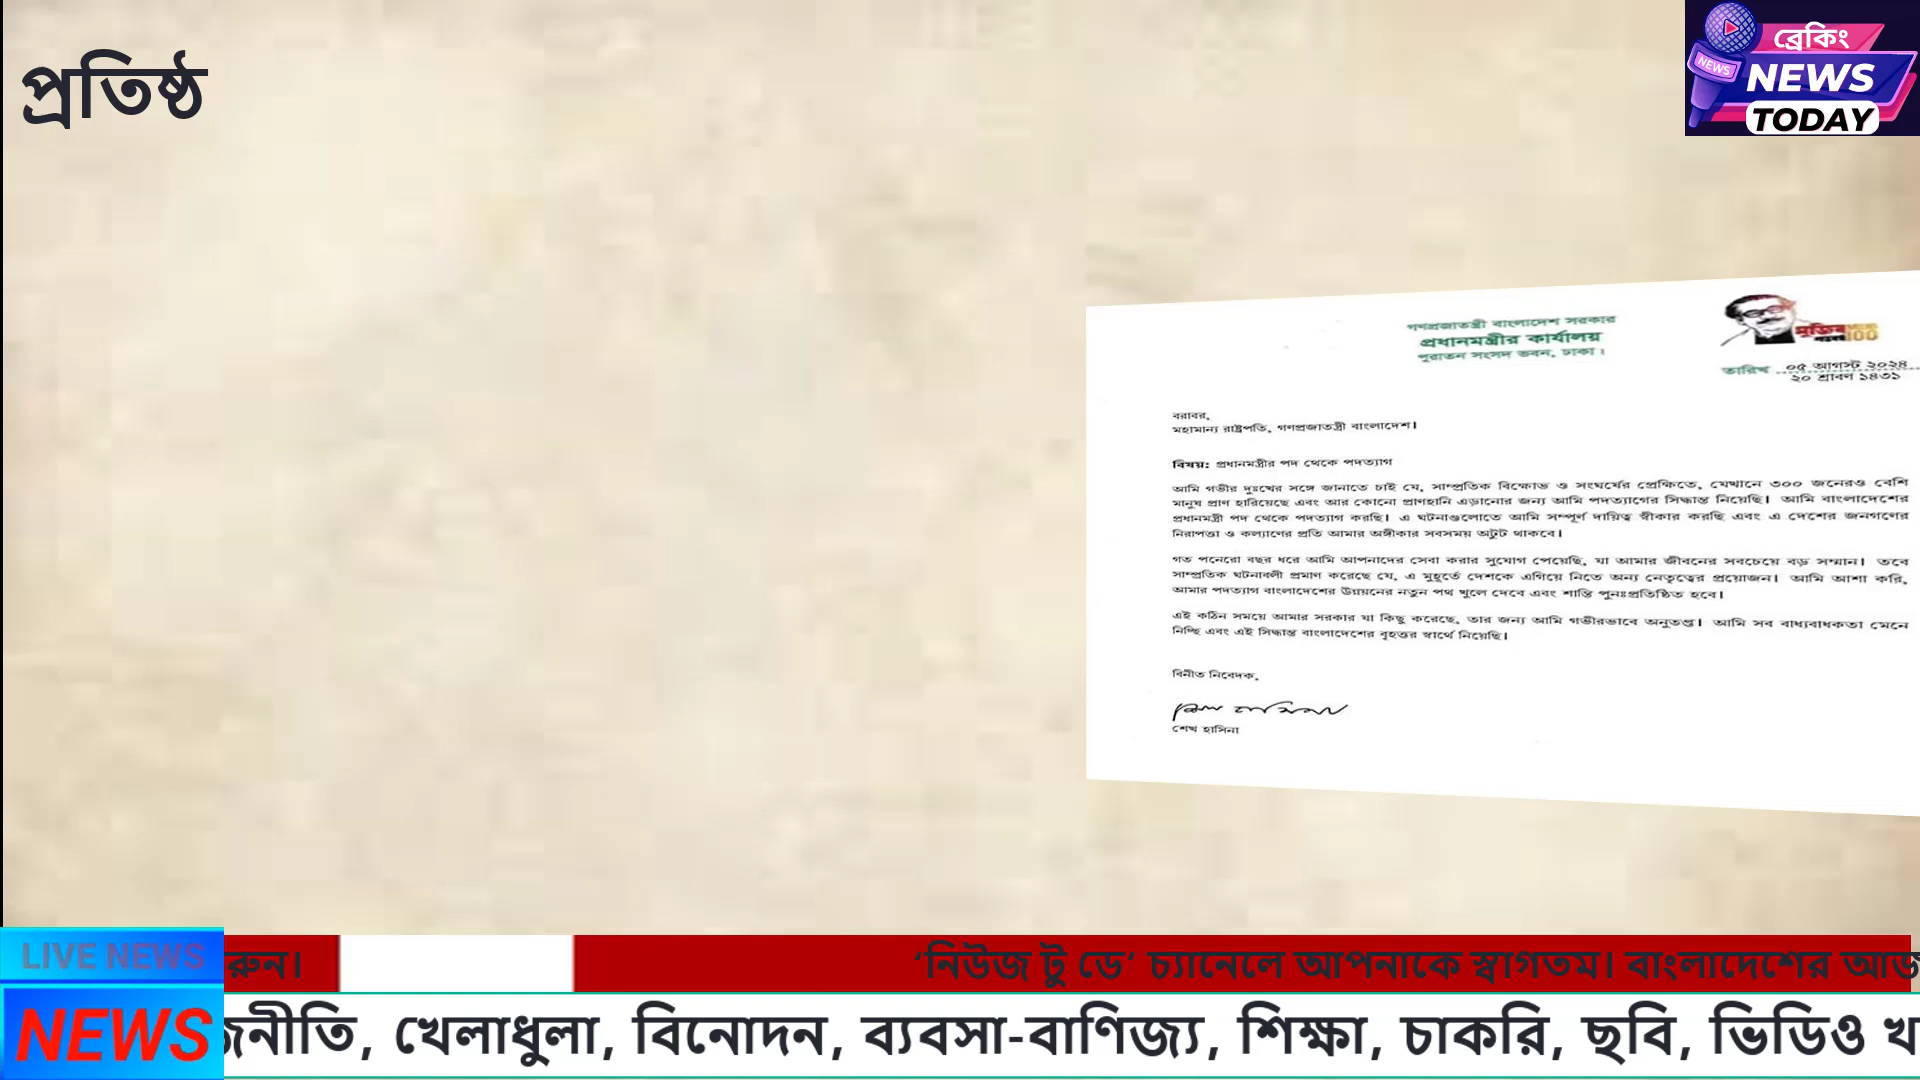 প্রতিষ্ঠ
ব্রেকিং
NEWS
NEWS
TODAY
গণপ্রজাতন্ত্রী বাংলাদেশ সরকার
প্রধানমন্ত্রীর কার্যালয়
পুরাতন সংসদ ভবন, ঢাকা।
100
তারিখ ০৫ আগস্ট ২০২৪
২০ শ্রাবণ ১৪৩১
বরাবর,
মহামান্য রাষ্ট্রপতি, গণপ্রজাতন্ত্রী বাংলাদেশ।
বিষয়: প্রধানমন্ত্রীর পদ থেকে পদত্যাগ
আমি গভীর দুঃখের সঙ্গে জানাতে চাই যে, সাম্প্রতিক বিক্ষোভ ও সংঘর্ষের প্রেক্ষিতে, যেখানে ৩০০ জনেরও বেশি
মানুষ প্রাণ হারিয়েছে এবং আর কোনো প্রাণহানি এড়ানোর জন্য আমি পদত্যাগের সিদ্ধান্ত নিয়েছি। আমি বাংলাদেশের
প্রধানমন্ত্রী পদ থেকে পদত্যাগ করছি। এ ঘটনাগুলোতে আমি সম্পূর্ণ দায়িত্ব স্বীকার করছি এবং এ দেশের জনগণের
নিরাপত্তা ও কল্যাণের প্রতি আমার অঙ্গীকার সবসময় অটুট থাকবে।
গত পনেরো বছর ধরে আমি আপনাদের সেবা করার সুযোগ পেয়েছি, যা আমার জীবনের সবচেয়ে বড় সম্মান। তবে
সাম্প্রতিক ঘটনাবলী প্রমাণ করেছে যে, এ মুহূর্তে দেশকে এগিয়ে নিতে অন্য নেতৃত্বের প্রয়োজন। আমি আশা করি,
আমার পদত্যাগ বাংলাদেশের উন্নয়নের নতুন পথ খুলে দেবে এবং শান্তি পুনঃপ্রতিষ্ঠিত হবে।
এই কঠিন সময়ে আমার সরকার যা কিছু করেছে, তার জন্য আমি গভীরভাবে অনুতপ্ত। আমি সব বাধ্যবাধকতা মেনে
নিচ্ছি এবং এই সিদ্ধান্ত বাংলাদেশের বৃহত্তর স্বার্থে নিয়েছি।
বিনীত নিবেদক,
শেখ হাসিনা
LIVE NEWS
রুন। ‘নিউজ টু ডে‘ চ্যানেলে আপনাকে স্বাগতম। বাংলাদেশের আজ
NEWS
জনীতি, খেলাধুলা, বিনোদন, ব্যবসা-বাণিজ্য, শিক্ষা, চাকরি, ছবি, ভিডিও খ